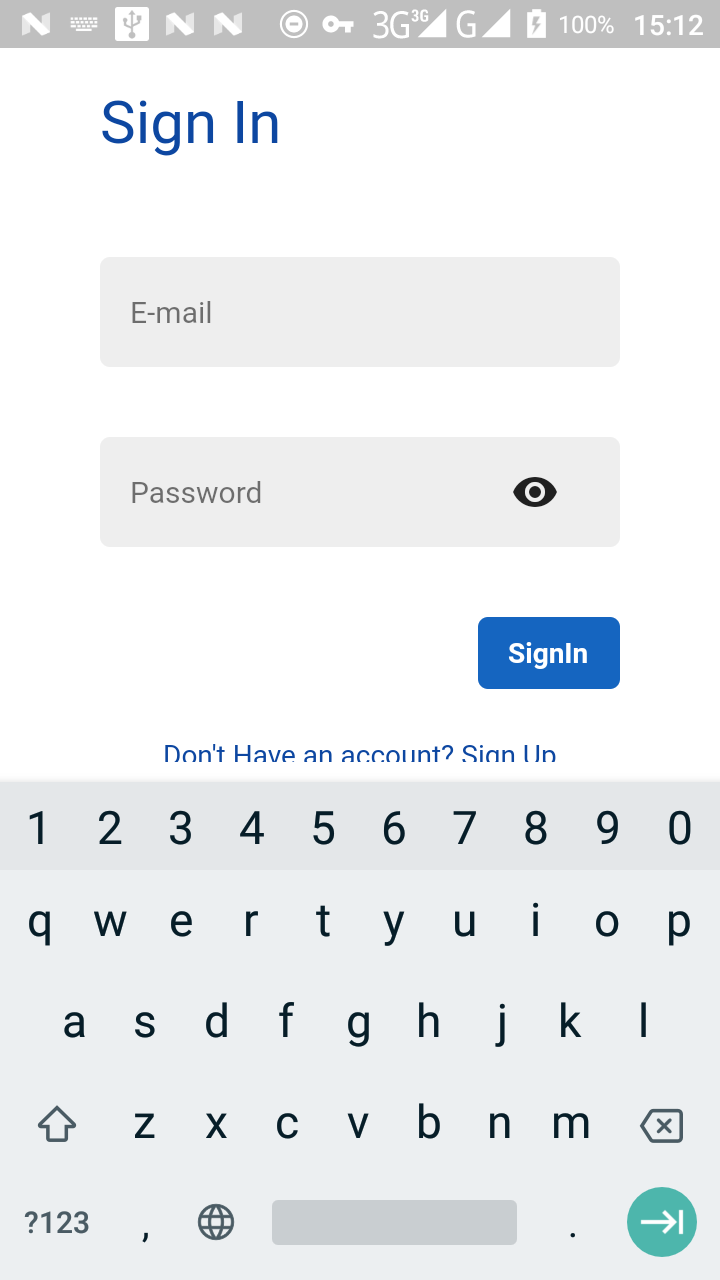 3G 3G G 100% 15:12
Sign In
E-mail
Password
SignIn
Don't Have an account? Sign Up
1 2 3 4 5 6 7 8 9 0
q w e r t y u i o p
a s d f g h j k l
z x c v b n m
?123 , .